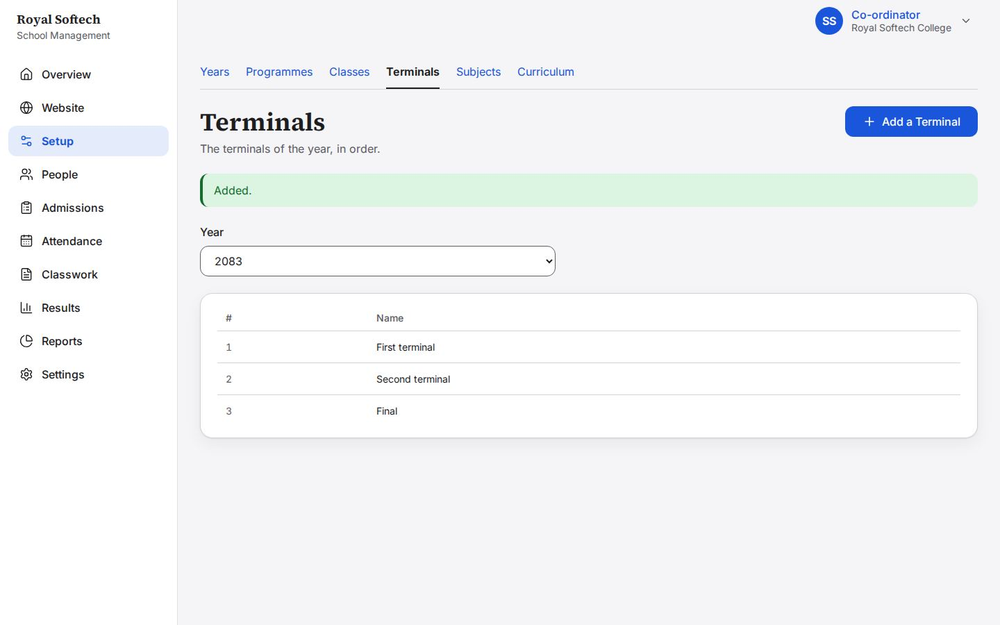 Royal Softech
School Management
Overview
Website
Setup
People
Admissions
Attendance
Classwork
Results
Reports
Settings
SS
Co-ordinator
Royal Softech College
Years Programmes Classes Terminals Subjects Curriculum
Terminals
The terminals of the year, in order.
Add a Terminal
Added.
Year
2083
# Name
1 First terminal
2 Second terminal
3 Final